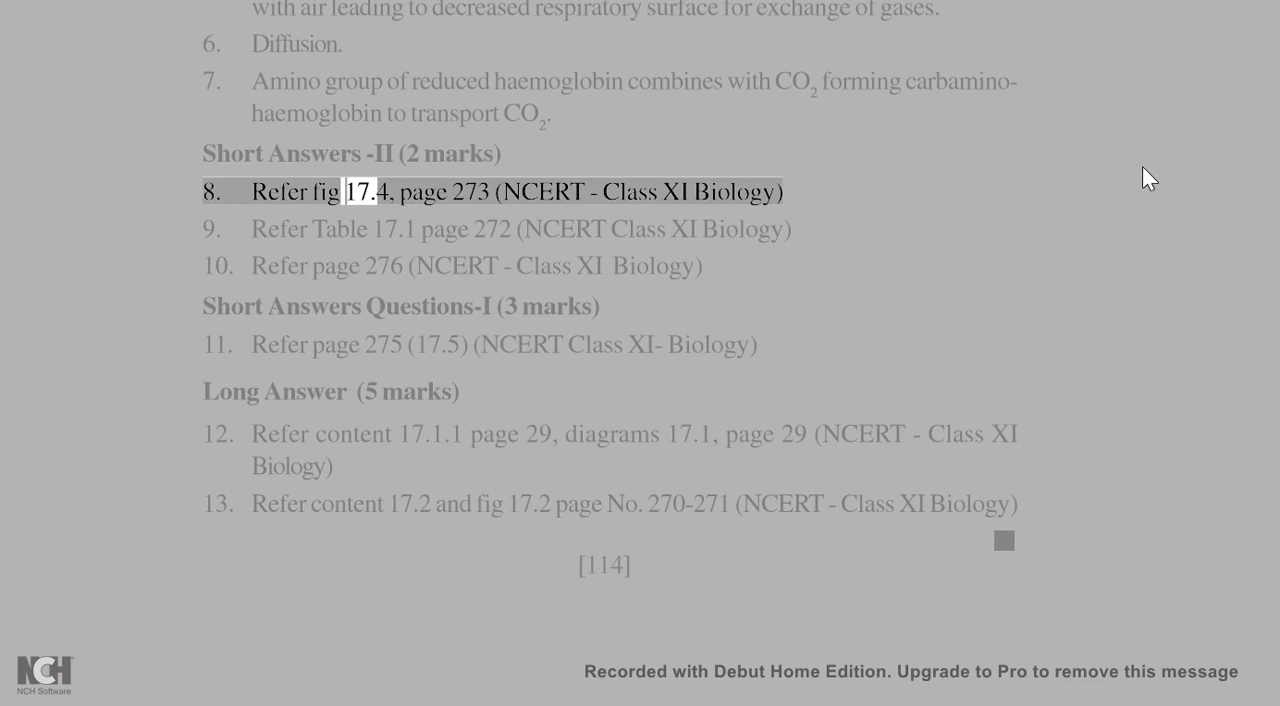 with air leading to decreased respiratory surface for exchange of gases.
6. Diffusion.
7. Amino group of reduced haemoglobin combines with CO2 forming carbamino-
haemoglobin to transport CO2.
Short Answers -II (2 marks)
8. Refer fig 17.4, page 273 (NCERT - Class XI Biology)
9. Refer Table 17.1 page 272 (NCERT Class XI Biology)
10. Refer page 276 (NCERT - Class XI Biology)
Short Answers Questions-I (3 marks)
11. Refer page 275 (17.5) (NCERT Class XI- Biology)
Long Answer (5 marks)
12. Refer content 17.1.1 page 29, diagrams 17.1, page 29 (NCERT - Class XI
Biology)
13. Refer content 17.2 and fig 17.2 page No. 270-271 (NCERT - Class XI Biology)
[114]
NCH
NCH Software
Recorded with Debut Home Edition. Upgrade to Pro to remove this message